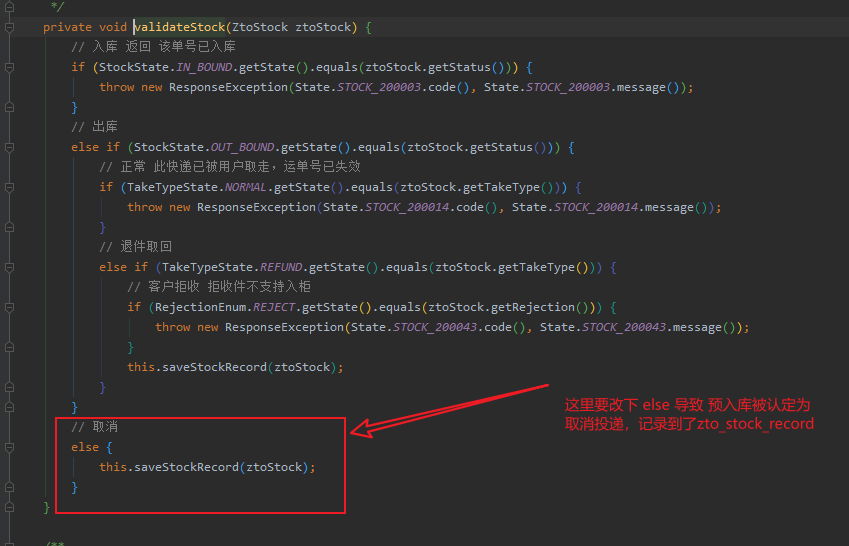 */
private void validateStock(ZtoStock ztoStock) {
// 入库 返回 该单号已入库
if (StockState.IN_BOUND.getState().equals(ztoStock.getStatus())) {
throw new ResponseException(State.STOCK_200003.code(), State.STOCK_200003.message());
}
// 出库
else if (StockState.OUT_BOUND.getState().equals(ztoStock.getStatus())) {
// 正常 此快递已被用户取走，运单号已失效
if (TakeTypeState.NORMAL.getState().equals(ztoStock.getTakeType())) {
throw new ResponseException(State.STOCK_200014.code(), State.STOCK_200014.message());
}
// 退件取回
else if (TakeTypeState.REFUND.getState().equals(ztoStock.getTakeType())) {
// 客户拒收 拒收件不支持入柜
if (RejectionEnum.REJECT.getState().equals(ztoStock.getRejection())) {
throw new ResponseException(State.STOCK_200043.code(), State.STOCK_200043.message());
}
this.saveStockRecord(ztoStock);
}
}
// 取消
else {
this.saveStockRecord(ztoStock);
}
}
/**
这里要改下 else 导致 预入库被认定为
取消投递，记录到了zto_stock_record